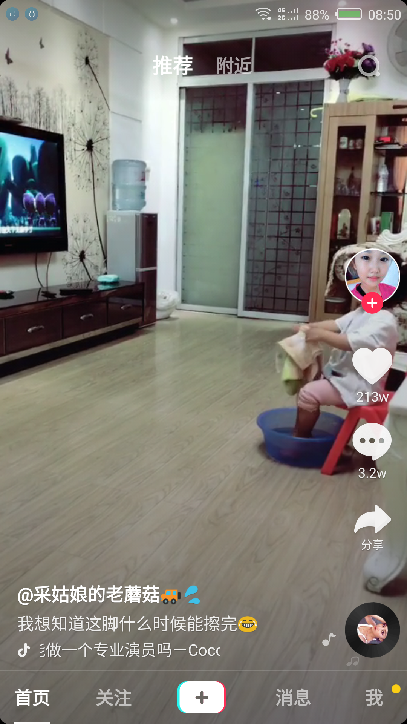 88% 08:50
推荐 附近
213w
3.2w
分享
@采姑娘的老蘑菇🚚💦
我想知道这脚什么时候能擦完😂
做一个专业演员吗－Coco
首页 关注 消息 我